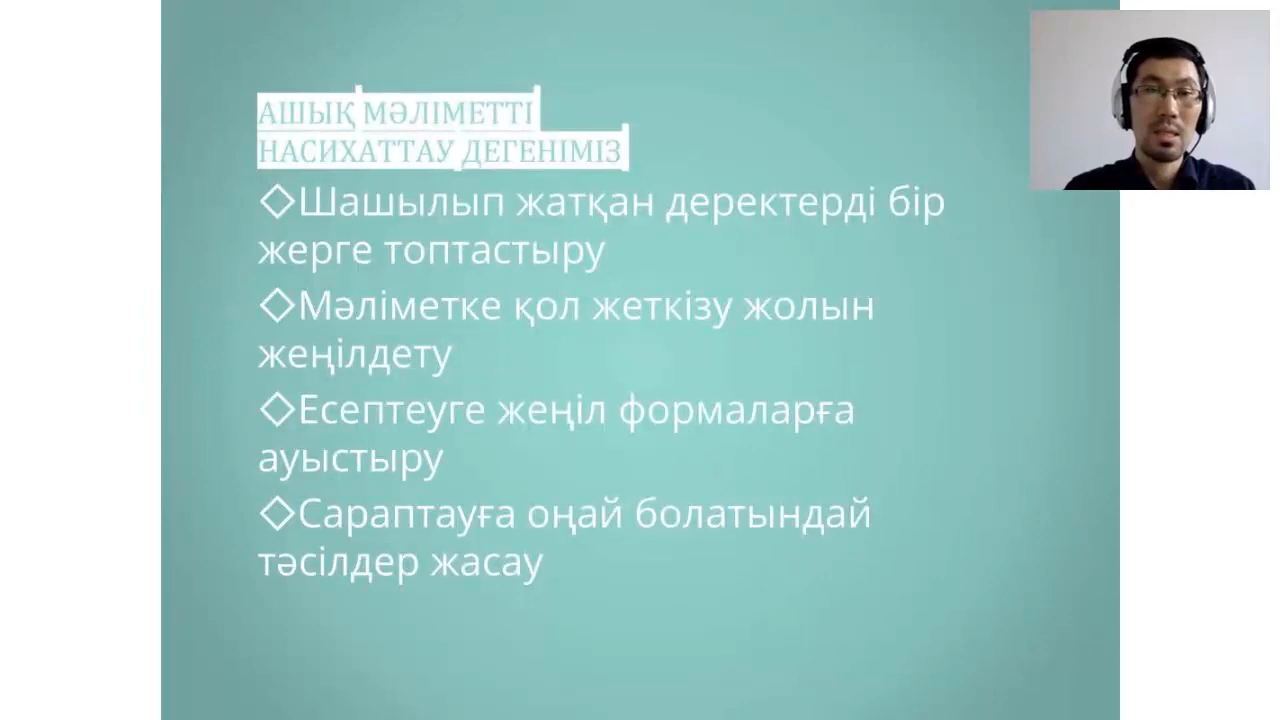 АШЫҚ МӘЛІМЕТТІ
НАСИХАТТАУ ДЕГЕНІМІЗ
◇Шашылып жатқан деректерді бір
жерге топтастыру
◇Мәліметке қол жеткізу жолын
жеңілдету
◇Есептеуге жеңіл формаларға
ауыстыру
◇Сараптауға оңай болатындай
тәсілдер жасау